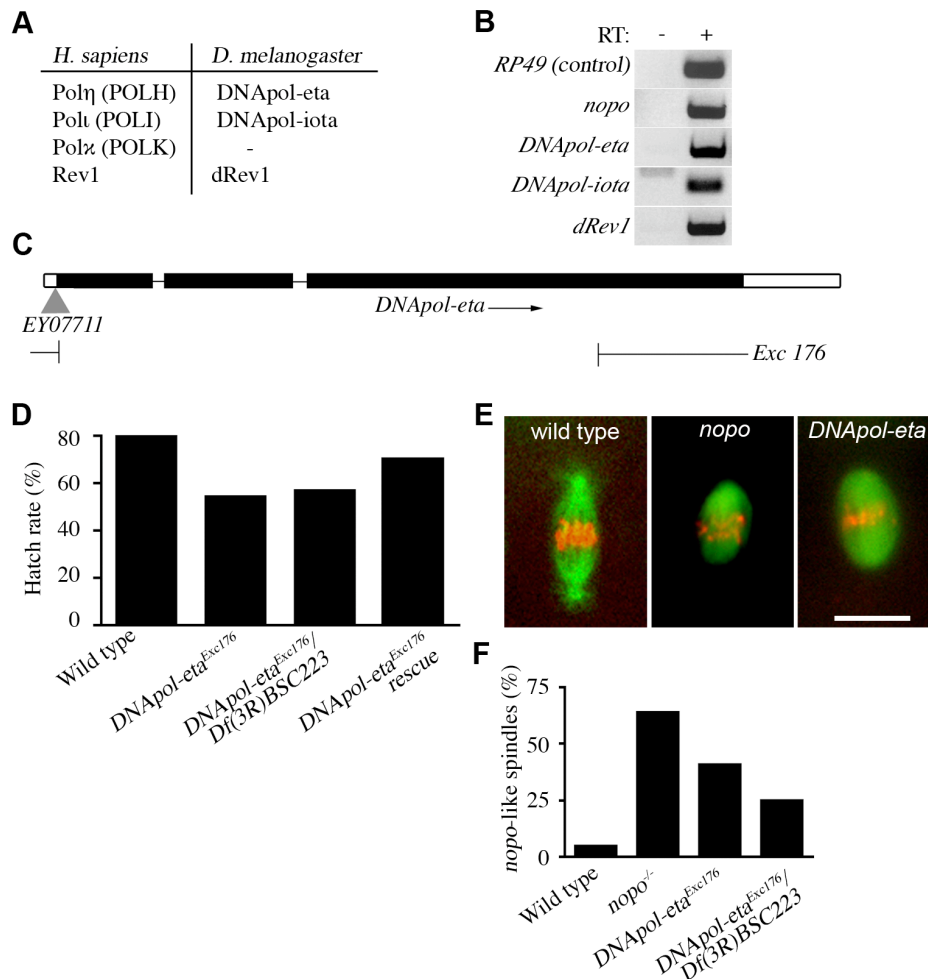 A
H. sapiens D. melanogaster
Polη (POLH) DNApol-eta
Polι (POLI) DNApol-iota
Polϰ (POLK) -
Rev1 dRev1
B
RT: - +
RP49 (control)
nopo
DNApol-eta
DNApol-iota
dRev1
C
DNApol-eta
EY07711
Exc 176
D
Hatch rate (%)
80
60
40
20
0
Wild type
DNApol-eta^Exc176
DNApol-eta^Exc176/
Df(3R)BSC223
DNApol-eta^Exc176
rescue
E
wild type nopo DNApol-eta
F
nopo-like spindles (%)
75
50
25
0
Wild type
nopo^-/-
DNApol-eta^Exc176
DNApol-eta^Exc176/
Df(3R)BSC223